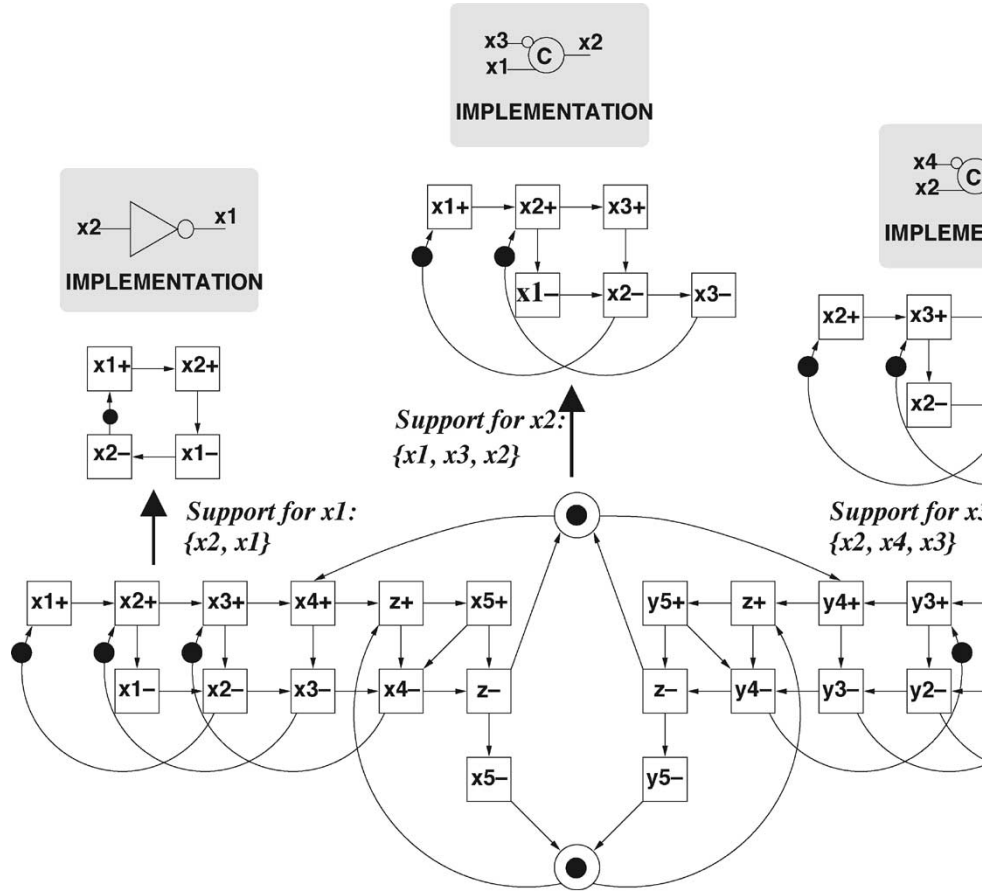 x3 x2
C
x1
IMPLEMENTATION
x4
C
x2
IMPLEME
x2 x1
IMPLEMENTATION
x1+ x2+ x3+
x1− x2− x3−
x2+ x3+
x2−
x1+ x2+
x2− x1−
Support for x2:
{x1, x3, x2}
Support for x1:
{x2, x1}
Support for x3
{x2, x4, x3}
x1+ x2+ x3+ x4+ z+ x5+ y5+ z+ y4+ y3+
x1− x2− x3− x4− z− z− y4− y3− y2−
x5− y5−